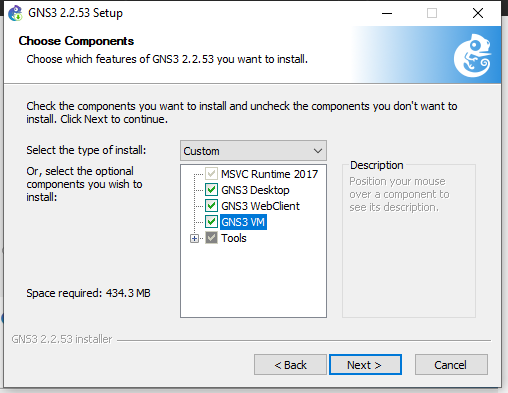 GNS3 2.2.53 Setup
Choose Components
Choose which features of GNS3 2.2.53 you want to install.
Check the components you want to install and uncheck the components you don't want to
install. Click Next to continue.
Select the type of install:
Custom
Or, select the optional
components you wish to
install:
MSVC Runtime 2017
GNS3 Desktop
GNS3 WebClient
GNS3 VM
Tools
Description
Position your mouse
over a component to
see its description.
Space required: 434.3 MB
GNS3 2.2.53 installer
< Back
Next >
Cancel